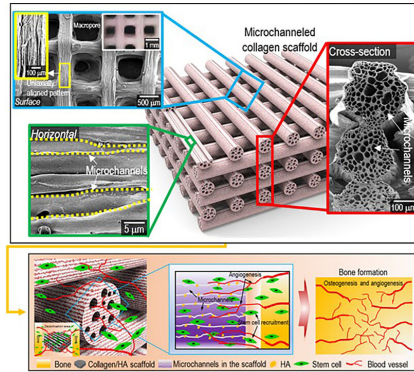 Macropore
1 mm
100 µm
Uniaxially
aligned pattern
Surface
500 µm
Microchanneled
collagen scaffold
Cross-section
Microchannels
100 µm
Horizontal
Microchannels
5 µm
Angiogenesis
Microchannels
Stem cell recruitment
Bone formation
Osteogenesis and angiogenesis
Bone
Collagen/HA scaffold
Microchannels in the scaffold
HA
Stem cell
Blood vessel